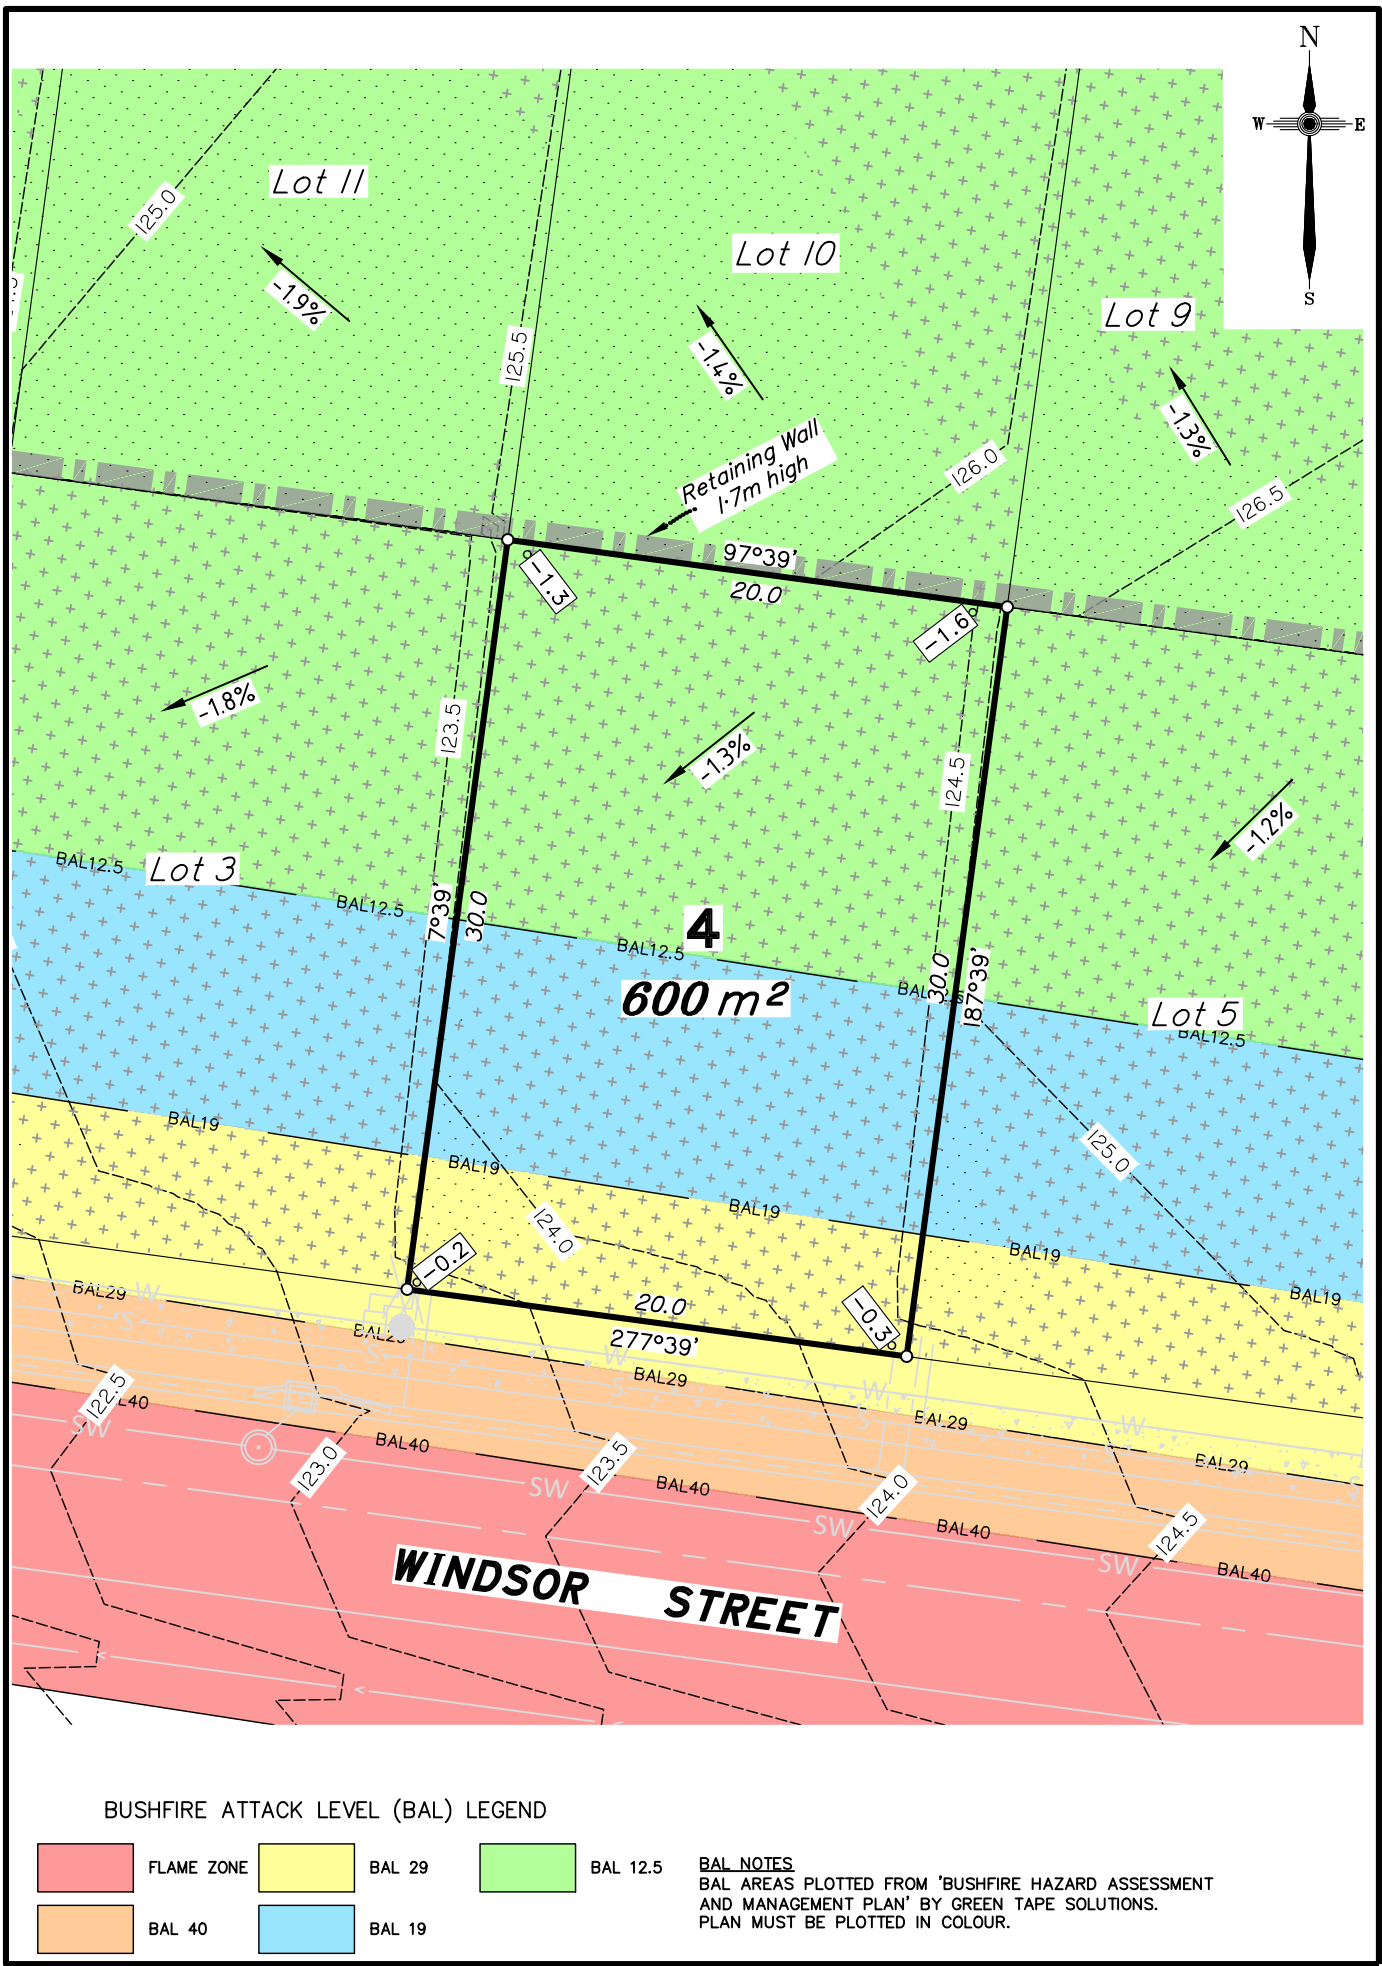 N
W E
S
Lot 11
125.0
-1.9%
Lot 10
125.5
-1.4%
Lot 9
-1.3%
Retaining Wall
1.7m high
126.0
126.5
97°39'
20.0
-1.3
-1.6
-1.8%
123.5
-1.3%
124.5
-1.2%
BAL12.5
Lot 3
BAL12.5
7°39'
30.0
4
BAL12.5
600 m²
30.0
187°39'
Lot 5
BAL12.5
BAL19
BAL19
BAL19
BAL19
BAL19
125.0
124.0
-0.2
20.0
277°39'
-0.3
BAL29
W
S
S
W
S
BAL29
W
S
BAL29
W
BAL29
S
122.5
SW
BAL40
123.0
123.5
SW
BAL40
124.0
SW
BAL40
124.5
SW
BAL40
WINDSOR STREET
BUSHFIRE ATTACK LEVEL (BAL) LEGEND
FLAME ZONE
BAL 29
BAL 12.5
BAL 40
BAL 19
BAL NOTES
BAL AREAS PLOTTED FROM 'BUSHFIRE HAZARD ASSESSMENT
AND MANAGEMENT PLAN' BY GREEN TAPE SOLUTIONS.
PLAN MUST BE PLOTTED IN COLOUR.